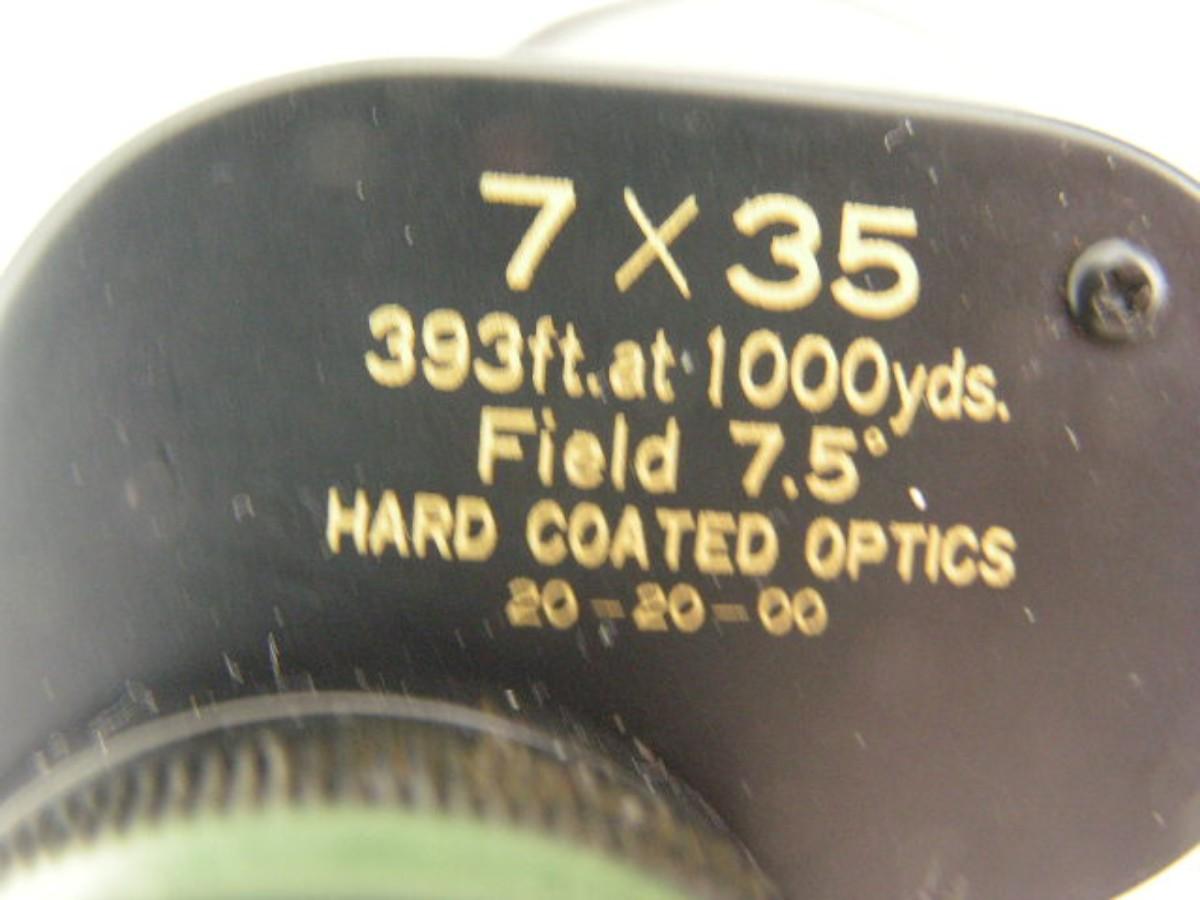 7 X 35
393ft. at 1000yds.
Field 7.5°
HARD COATED OPTICS
20-20-00